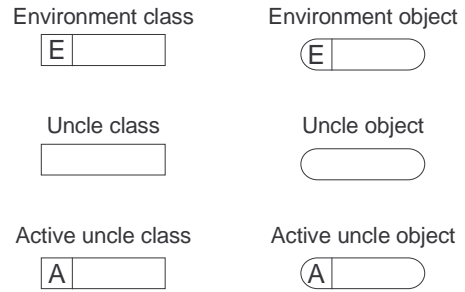 Environment class
Environment object
E
E
Uncle class
Uncle object
Active uncle class
Active uncle object
A
A